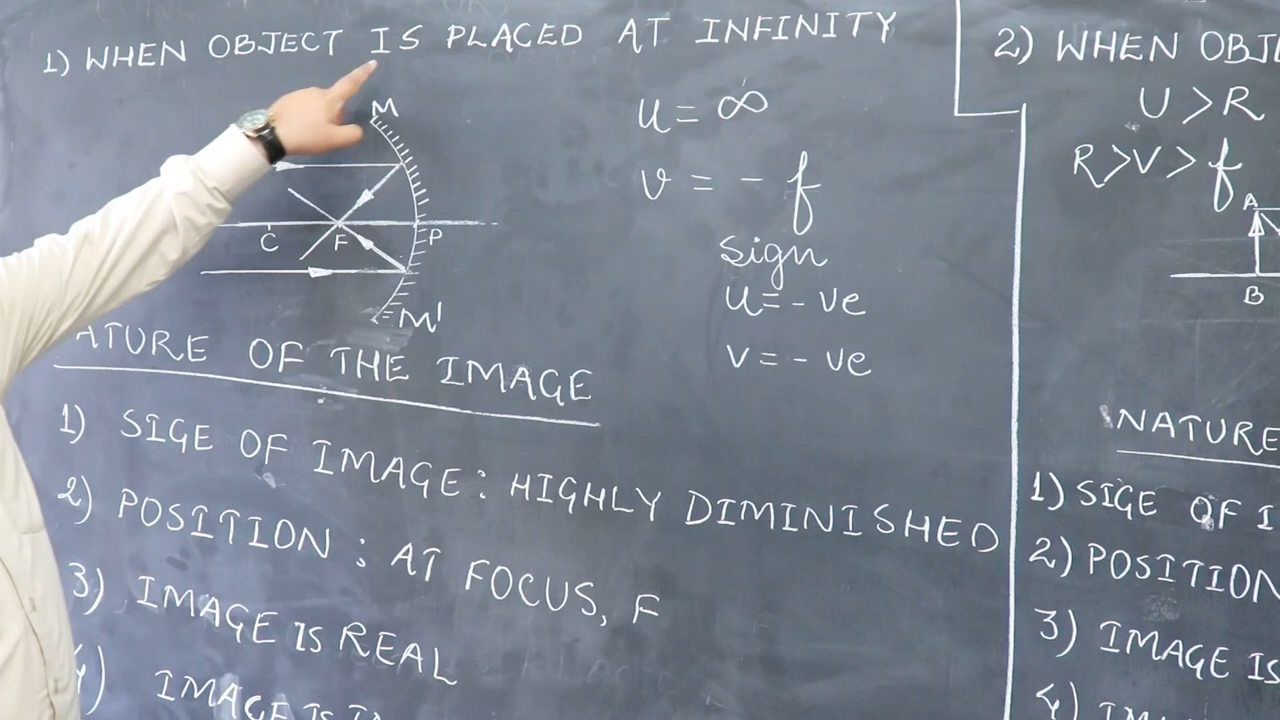 1) WHEN OBJECT IS PLACED AT INFINITY
M
C
F
P
M'
u = ∞
v = - f
Sign
u = - ve
v = - ve
ATURE OF THE IMAGE
1) SIGE OF IMAGE : HIGHLY DIMINISHED
2) POSITION : AT FOCUS, F
3) IMAGE IS REAL
4) IMAGE IS
2) WHEN OBJE
U > R
R > V > f
A
B
NATURE
1) SIGE OF I
2) POSITION
3) IMAGE IS
4)